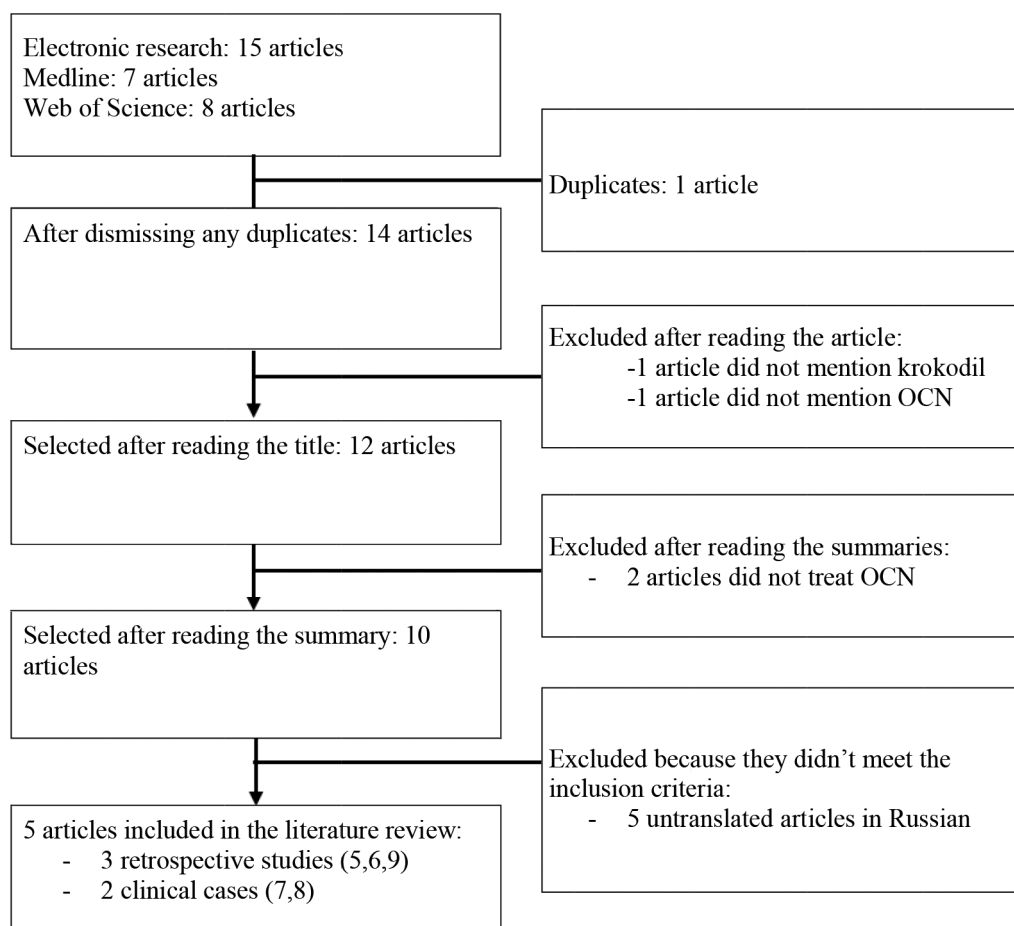 Electronic research: 15 articles
Medline: 7 articles
Web of Science: 8 articles
Duplicates: 1 article
After dismissing any duplicates: 14 articles
Excluded after reading the article:
-1 article did not mention krokodil
-1 article did not mention OCN
Selected after reading the title: 12 articles
Excluded after reading the summaries:
- 2 articles did not treat OCN
Selected after reading the summary: 10
articles
Excluded because they didn’t meet the
inclusion criteria:
- 5 untranslated articles in Russian
5 articles included in the literature review:
- 3 retrospective studies (5,6,9)
- 2 clinical cases (7,8)